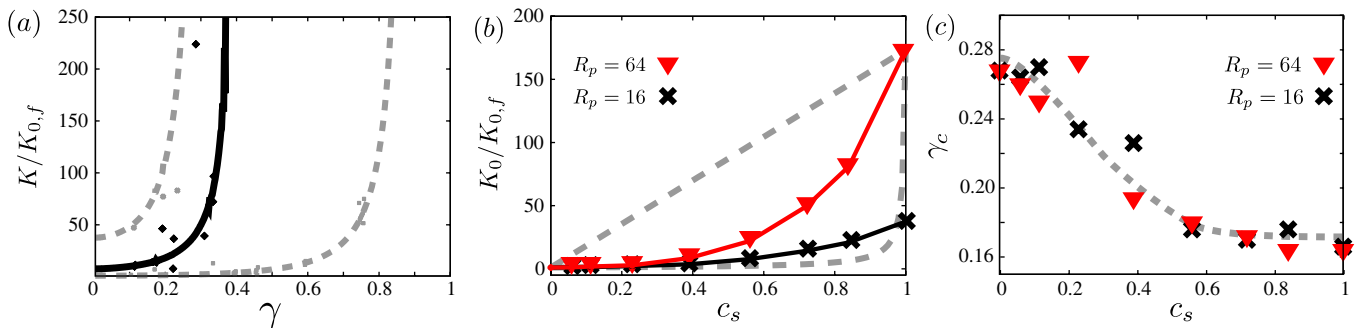 (a)
K/K_{0,f}
250
200
150
100
50
0
0.2
0.4
0.6
0.8
1
γ
(b)
K_0/K_{0,f}
200
150
100
50
0
R_p = 64
R_p = 16
0
0.2
0.4
0.6
0.8
1
c_s
(c)
γ_c
0.28
0.24
0.20
0.16
R_p = 64
R_p = 16
0
0.2
0.4
0.6
0.8
1
c_s